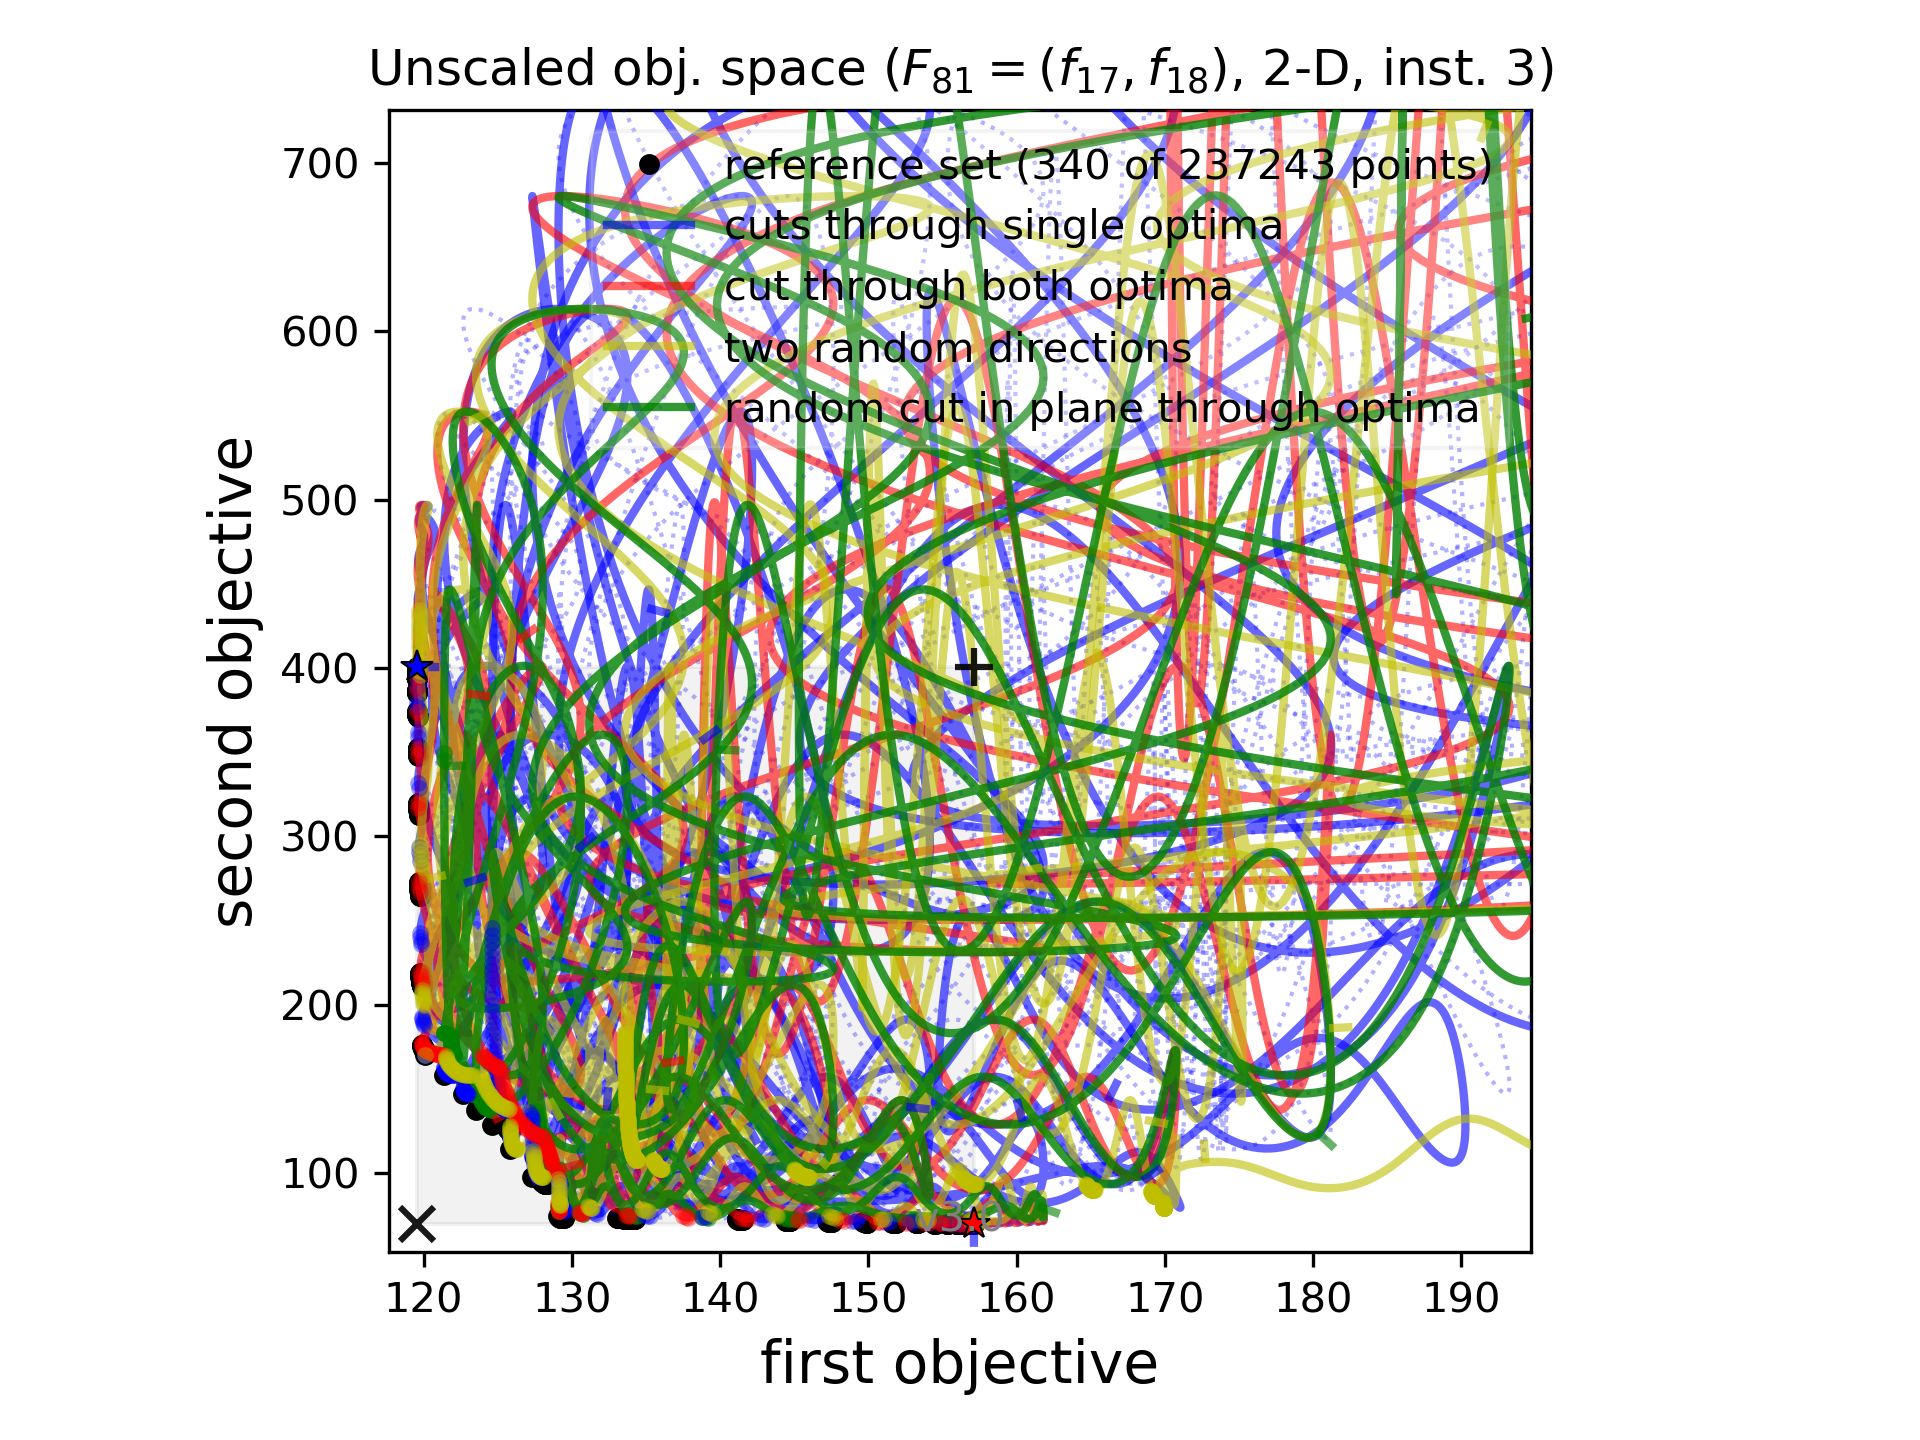 Unscaled obj. space (F₈₁ = (f₁₇, f₁₈), 2-D, inst. 3)
reference set (340 of 237243 points)
cuts through single optima
cut through both optima
two random directions
random cut in plane through optima
second objective
700
600
500
400
300
200
100
120 130 140 150 160 170 180 190
first objective